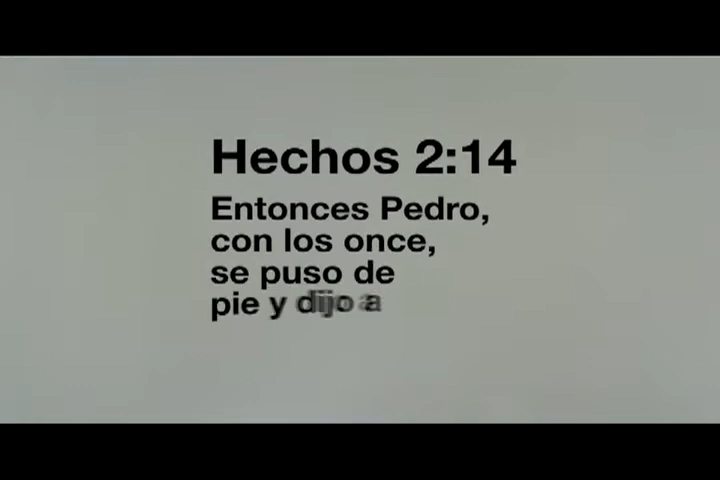 Hechos 2:14
Entonces Pedro,
con los once,
se puso de
pie y dijo a